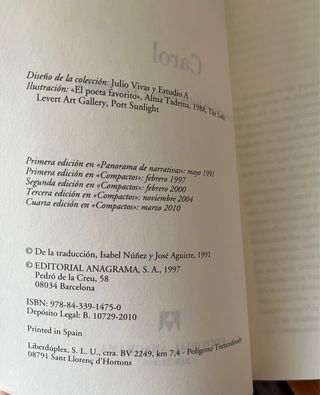 Carol
Diseño de la colección: Julio Vivas y Estudio A
Ilustración: «El poeta favorito», Alma Tadema, 1988, The Lady
Levert Art Gallery, Port Sunlight
Primera edición en «Panorama de narrativas»: mayo 1991
Primera edición en «Compactos»: febrero 1997
Segunda edición en «Compactos»: febrero 2000
Tercera edición en «Compactos»: noviembre 2004
Cuarta edición en «Compactos»: marzo 2010
© De la traducción, Isabel Núñez y José Aguirre, 1991
© EDITORIAL ANAGRAMA, S. A., 1997
Pedró de la Creu, 58
08034 Barcelona
ISBN: 978-84-339-1475-0
Depósito Legal: B. 10729-2010
Printed in Spain
Liberdúplex, S. L. U., ctra. BV 2249, km 7,4 - Polígono Torrentfondo
08791 Sant Llorenç d'Hortons